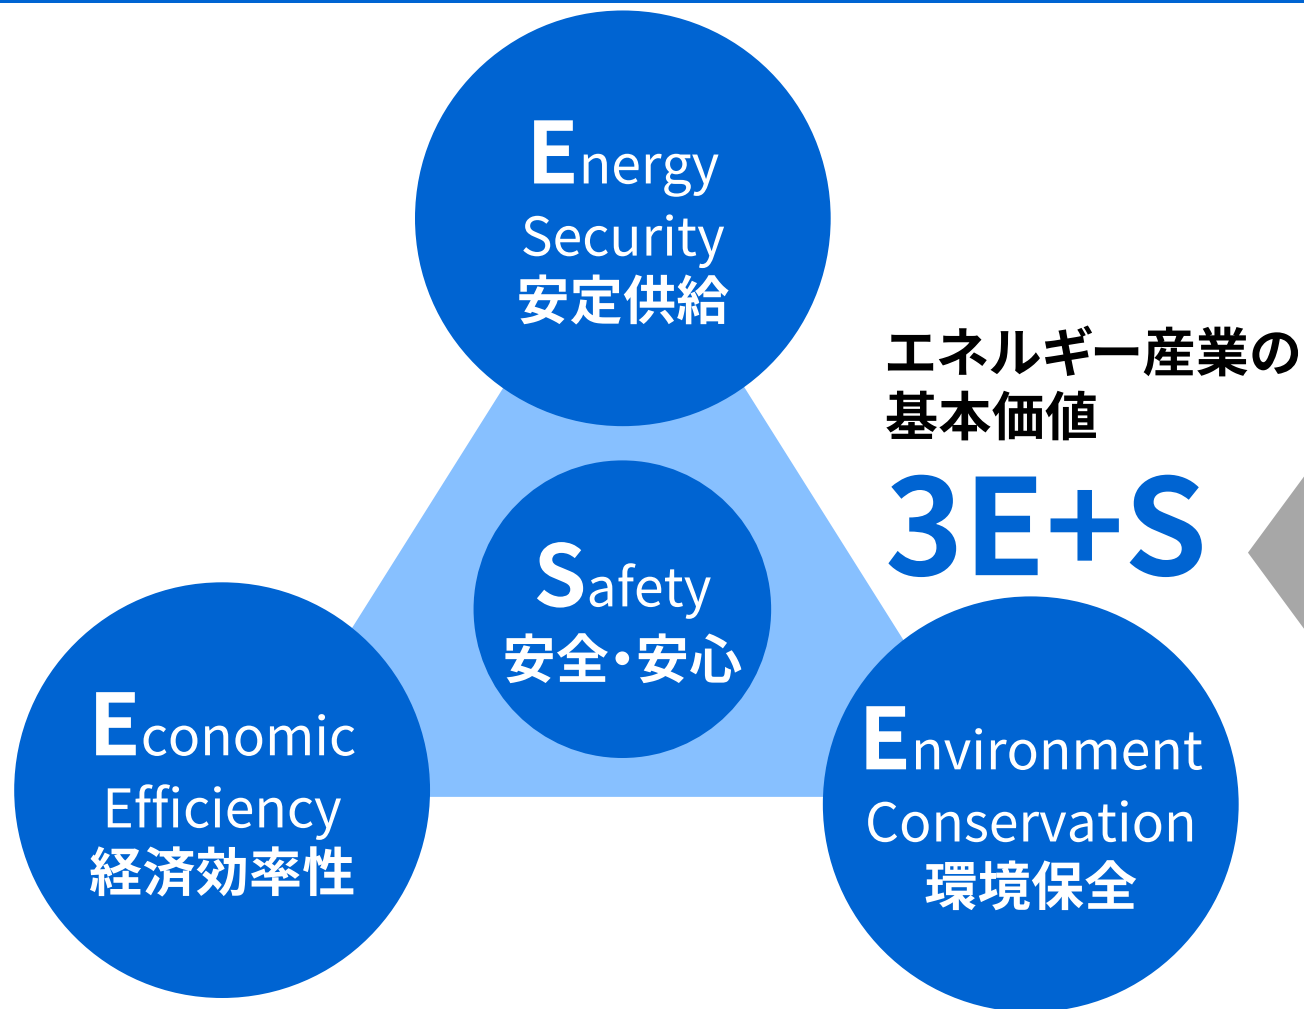 Energy
Security
安定供給
エネルギー産業の
基本価値
3E+S
Safety
安全・安心
Economic
Efficiency
経済効率性
Environment
Conservation
環境保全